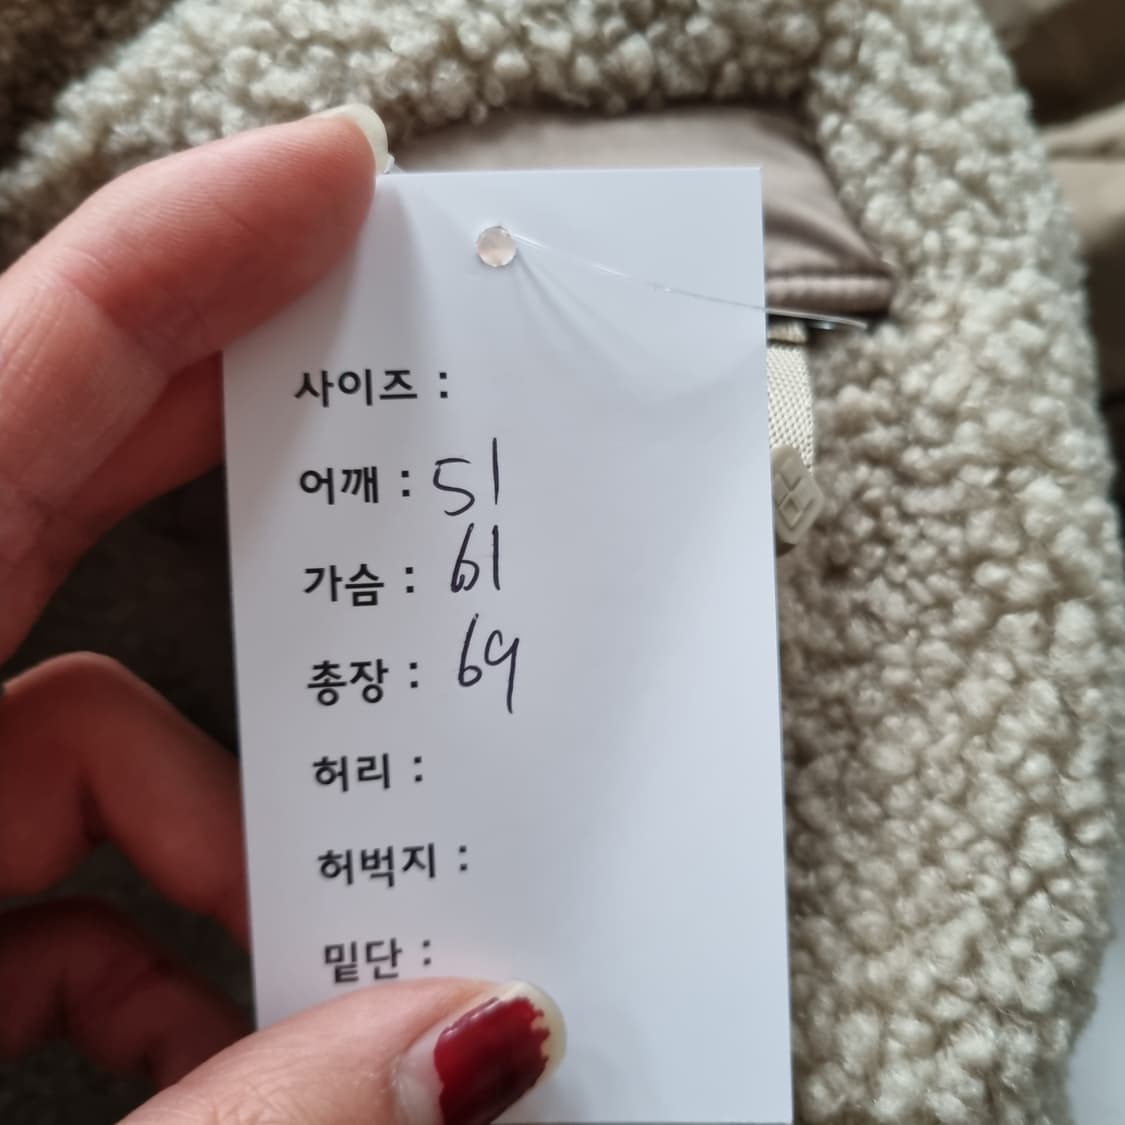 사이즈 :
어깨 : 51
가슴 : 61
총장 : 69
허리 :
허벅지 :
밑단 :